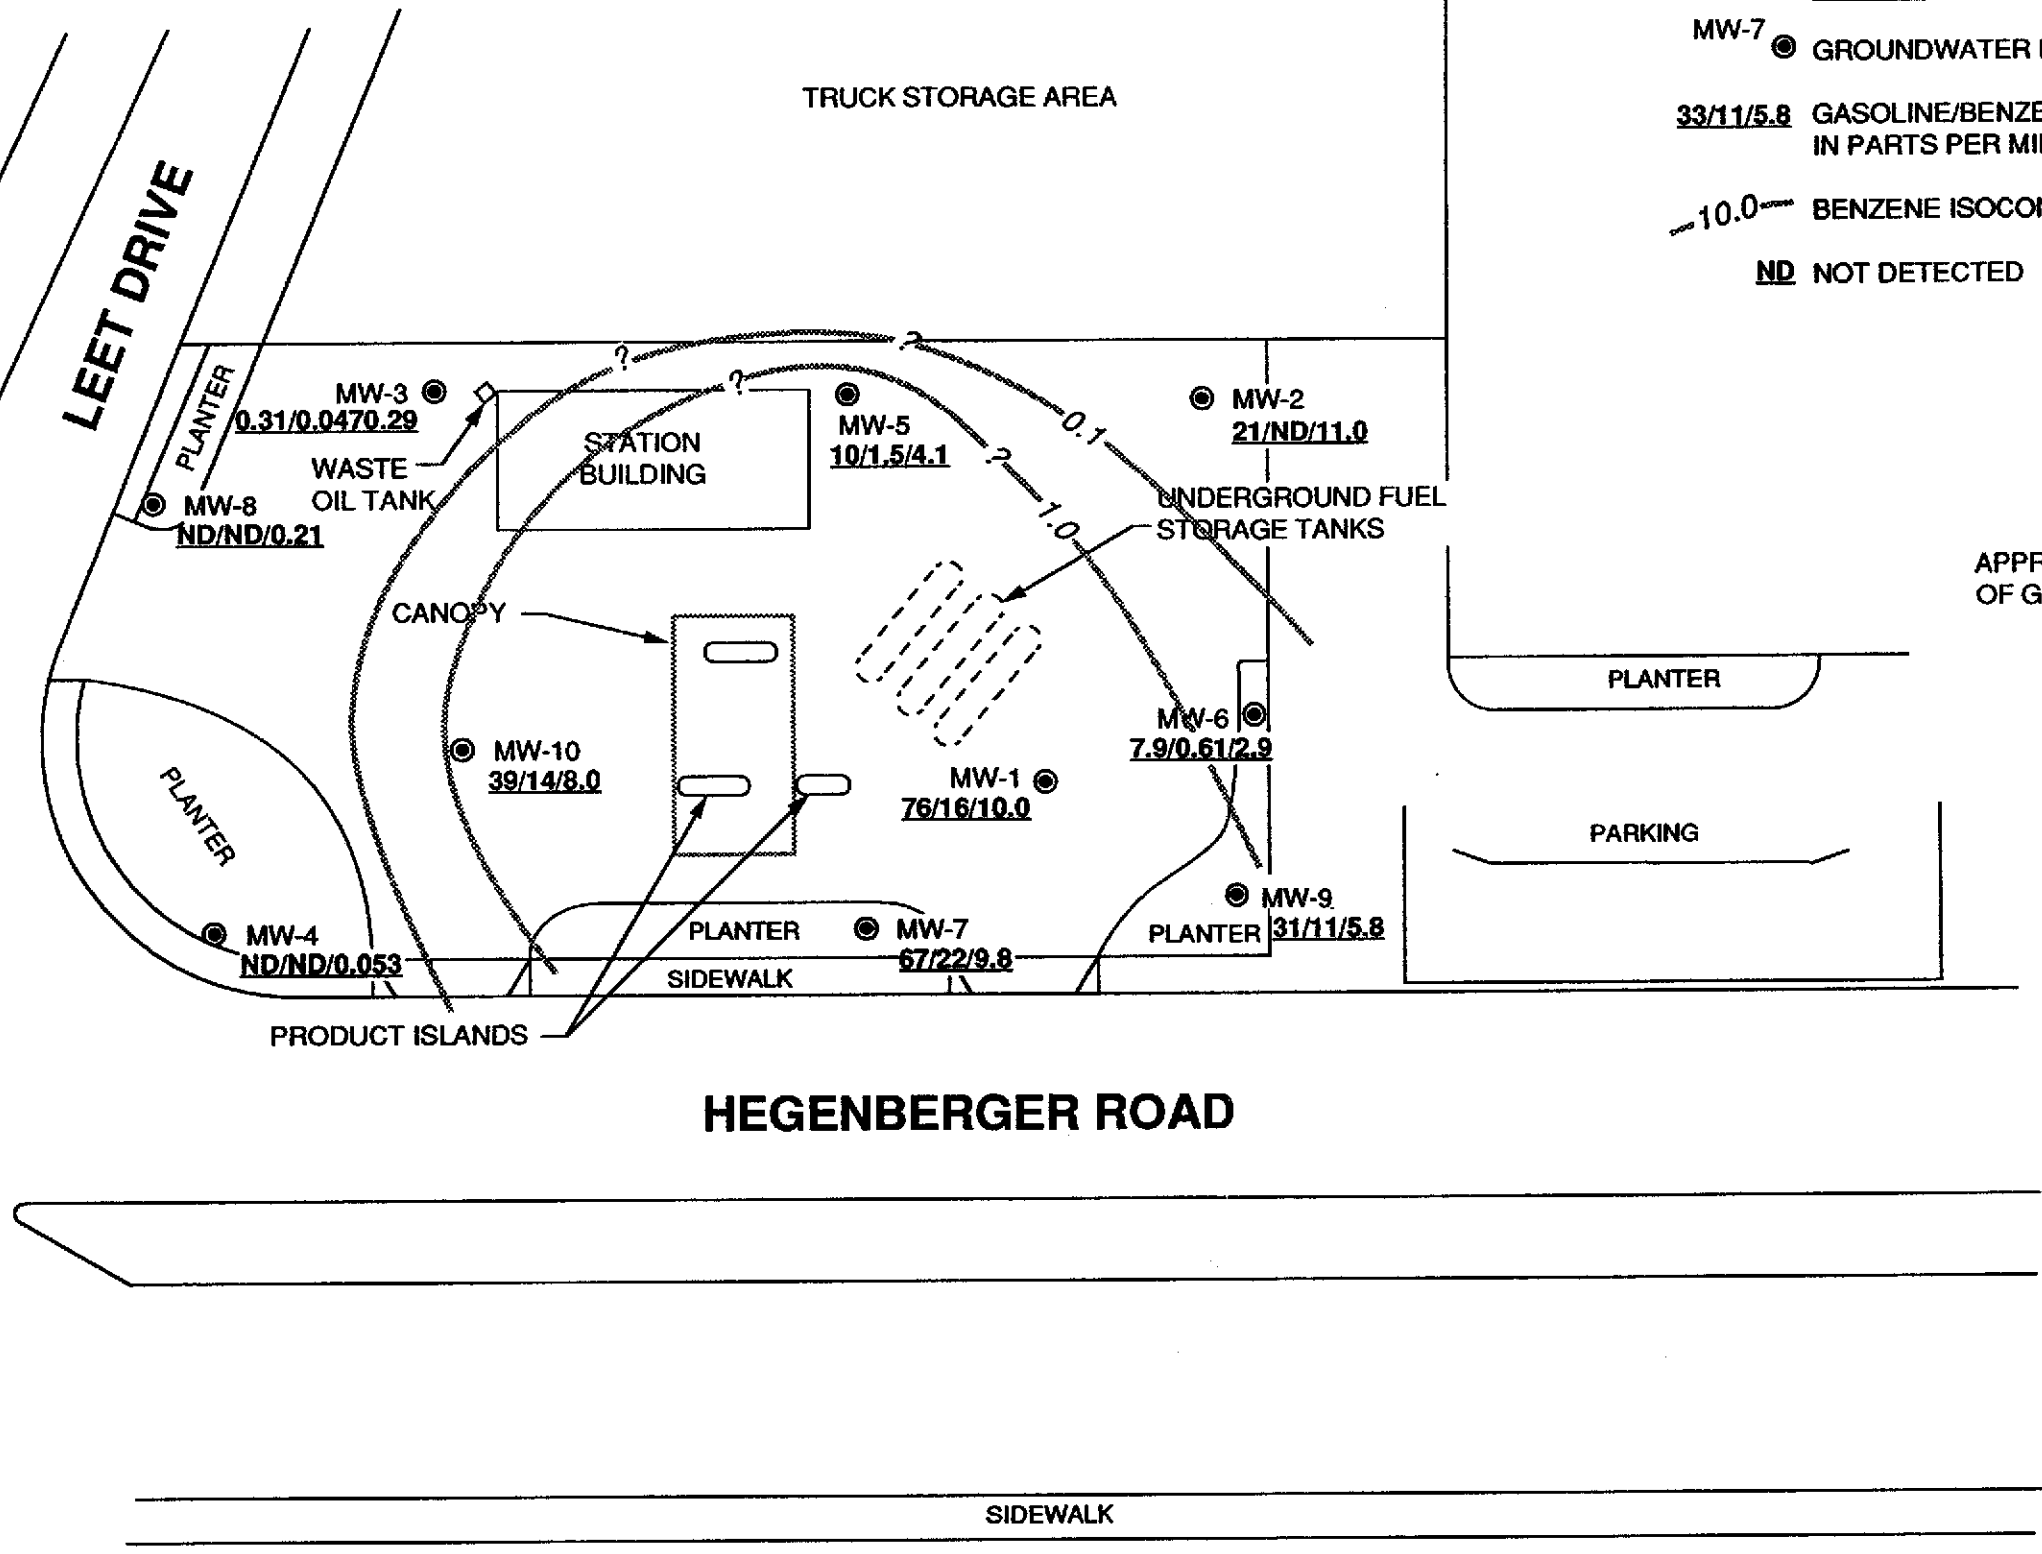 MW-7
GROUNDWATER
TRUCK STORAGE AREA
33/11/5.8 GASOLINE/BENZE
IN PARTS PER MI
10.0 BENZENE ISOCO
ND NOT DETECTED
LEET DRIVE
PLANTER
MW-3
0.31/0.0470.29
WASTE
OIL TANK
STATION
BUILDING
?
?
?
?
MW-5
10/1.5/4.1
0.1
1.0
MW-2
21/ND/11.0
UNDERGROUND FUEL
STORAGE TANKS
MW-8
ND/ND/0.21
APPR
OF G
CANOPY
PLANTER
MW-6
7.9/0.61/2.9
MW-10
39/14/8.0
MW-1
76/16/10.0
PLANTER
PARKING
MW-9
31/11/5.8
PLANTER
MW-4
ND/ND/0.053
PLANTER
MW-7
67/22/9.8
SIDEWALK
PRODUCT ISLANDS
HEGENBERGER ROAD
SIDEWALK